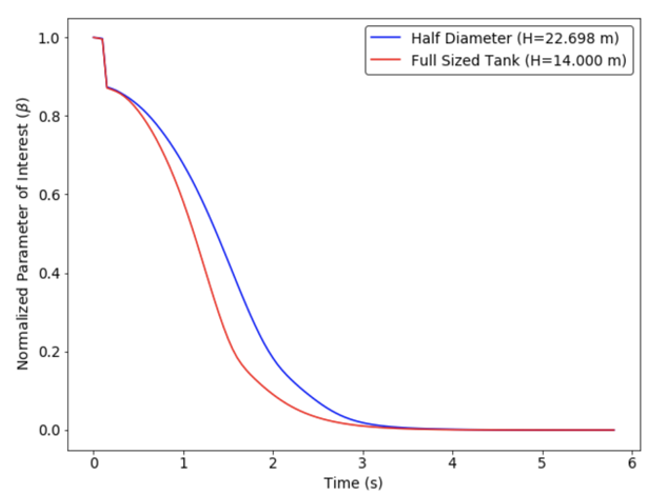 Half Diameter (H=22.698 m)
Full Sized Tank (H=14.000 m)
Normalized Parameter of Interest (β)
1.0
0.8
0.6
0.4
0.2
0.0
0 1 2 3 4 5 6
Time (s)